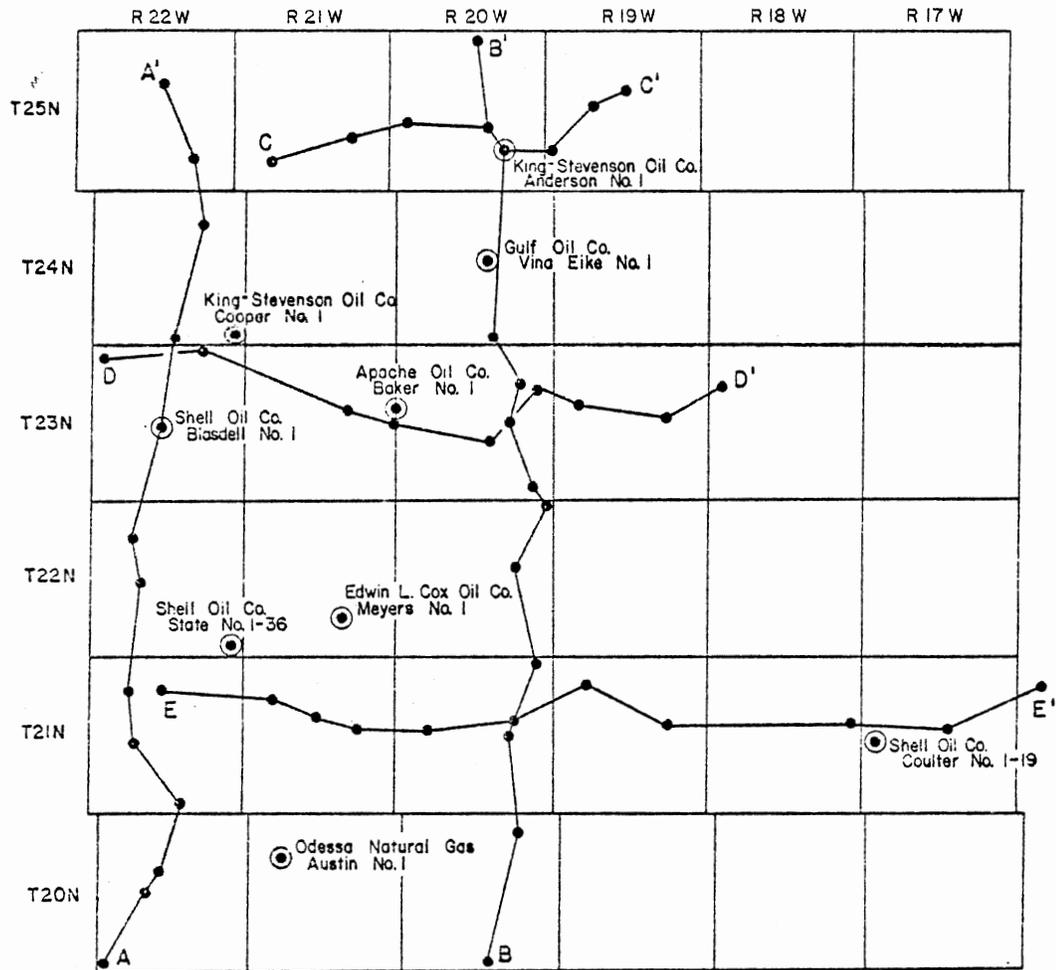 R 22 W R 21 W R 20 W R 19 W R 18 W R 17 W
A'
B'
C'
T25N
C
King-Stevenson Oil Co.
Anderson No. 1
T24N
Gulf Oil Co.
Vina Eike No. 1
King-Stevenson Oil Co
Cooper No. 1
D
Apache Oil Co.
Baker No. 1
D'
T23N
Shell Oil Co.
Blasdell No. 1
T22N
Edwin L. Cox Oil Co.
Meyers No. 1
Shell Oil Co.
State No. 1-36
E
E'
T21N
Shell Oil Co.
Coulter No. 1-19
Odessa Natural Gas
Austin No. 1
T20N
A
B